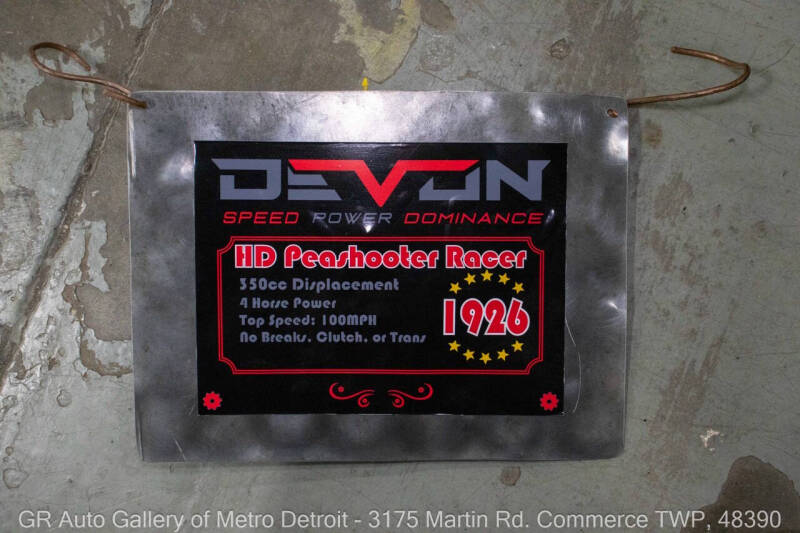 DEVON
SPEED POWER DOMINANCE
HD Peashooter Racer
350cc Displacement
4 Horse Power
Top Speed: 100MPH
No Breaks, Clutch, or Trans
1926
GR Auto Gallery of Metro Detroit - 3175 Martin Rd. Commerce TWP, 48390